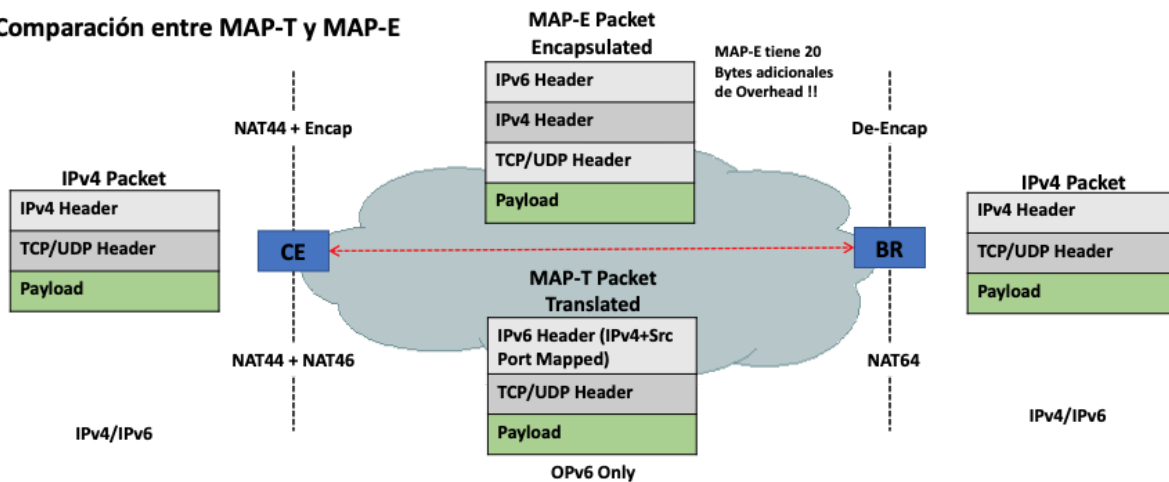 Comparación entre MAP-T y MAP-E
MAP-E Packet
Encapsulated
MAP-E tiene 20
Bytes adicionales
de Overhead !!
IPv6 Header
IPv4 Header
TCP/UDP Header
Payload
NAT44 + Encap
De-Encap
IPv4 Packet
IPv4 Header
TCP/UDP Header
Payload
CE
BR
IPv4 Packet
IPv4 Header
TCP/UDP Header
Payload
MAP-T Packet
Translated
IPv6 Header (IPv4+Src
Port Mapped)
TCP/UDP Header
Payload
NAT44 + NAT46
NAT64
IPv4/IPv6
IPv4/IPv6
OPv6 Only